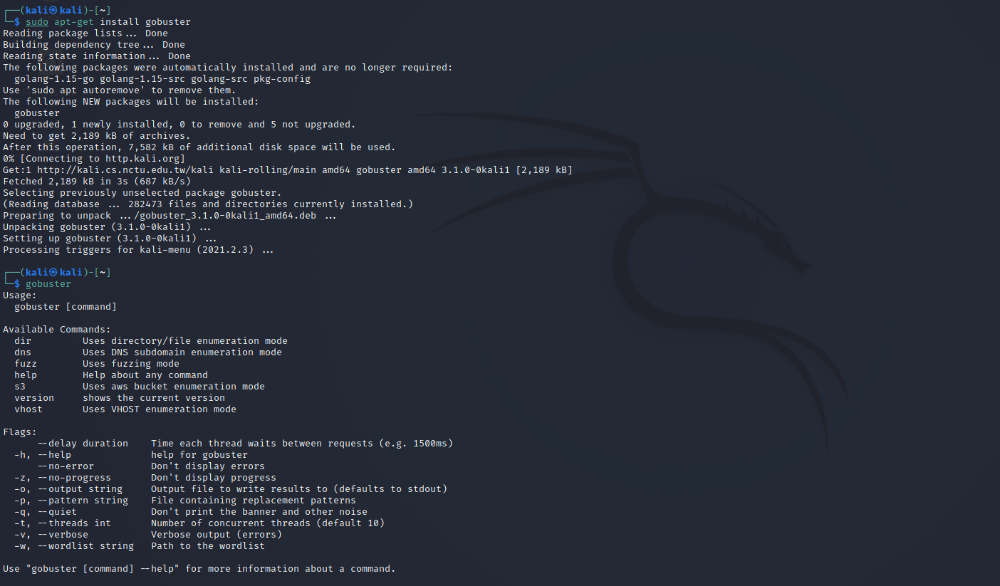 ┌──(kali㉿kali)-[~]
└─$ sudo apt-get install gobuster
Reading package lists... Done
Building dependency tree... Done
Reading state information... Done
The following packages were automatically installed and are no longer required:
  golang-1.15-go golang-1.15-src golang-src pkg-config
Use 'sudo apt autoremove' to remove them.
The following NEW packages will be installed:
  gobuster
0 upgraded, 1 newly installed, 0 to remove and 5 not upgraded.
Need to get 2,189 kB of archives.
After this operation, 7,582 kB of additional disk space will be used.
0% [Connecting to http.kali.org]
Get:1 http://kali.cs.nctu.edu.tw/kali kali-rolling/main amd64 gobuster amd64 3.1.0-0kali1 [2,189 kB]
Fetched 2,189 kB in 3s (687 kB/s)
Selecting previously unselected package gobuster.
(Reading database ... 282473 files and directories currently installed.)
Preparing to unpack .../gobuster_3.1.0-0kali1_amd64.deb ...
Unpacking gobuster (3.1.0-0kali1) ...
Setting up gobuster (3.1.0-0kali1) ...
Processing triggers for kali-menu (2021.2.3) ...
┌──(kali㉿kali)-[~]
└─$ gobuster
Usage:
  gobuster [command]
Available Commands:
  dir         Uses directory/file enumeration mode
  dns         Uses DNS subdomain enumeration mode
  fuzz        Uses fuzzing mode
  help        Help about any command
  s3          Uses aws bucket enumeration mode
  version     shows the current version
  vhost       Uses VHOST enumeration mode
Flags:
      --delay duration    Time each thread waits between requests (e.g. 1500ms)
  -h, --help              help for gobuster
      --no-error          Don't display errors
  -z, --no-progress       Don't display progress
  -o, --output string     Output file to write results to (defaults to stdout)
  -p, --pattern string    File containing replacement patterns
  -q, --quiet             Don't print the banner and other noise
  -t, --threads int       Number of concurrent threads (default 10)
  -v, --verbose           Verbose output (errors)
  -w, --wordlist string   Path to the wordlist
Use "gobuster [command] --help" for more information about a command.